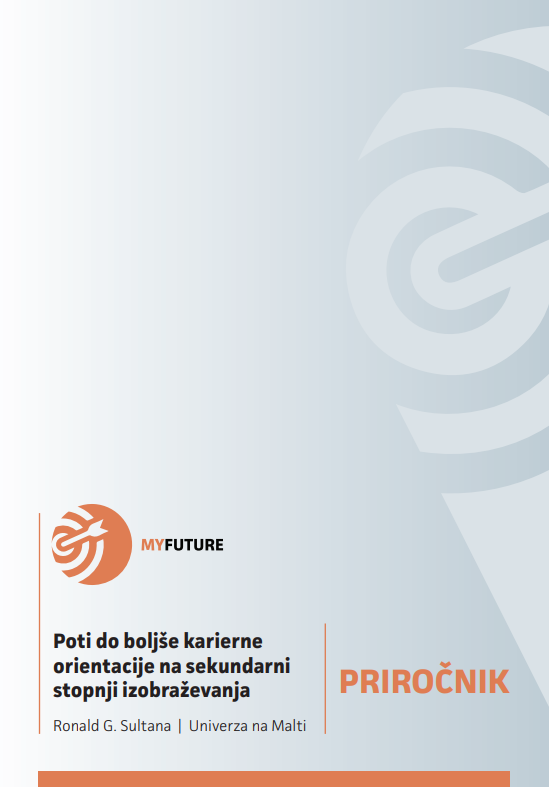 MYFUTURE
Poti do boljše karierne
orientacije na sekundarni
stopnji izobraževanja
Ronald G. Sultana | Univerza na Malti
PRIROČNIK